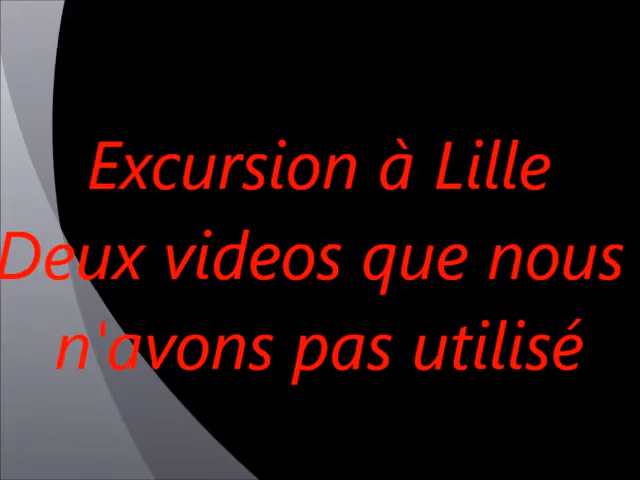 Excursion à Lille
Deux videos que nous
n'avons pas utilisé